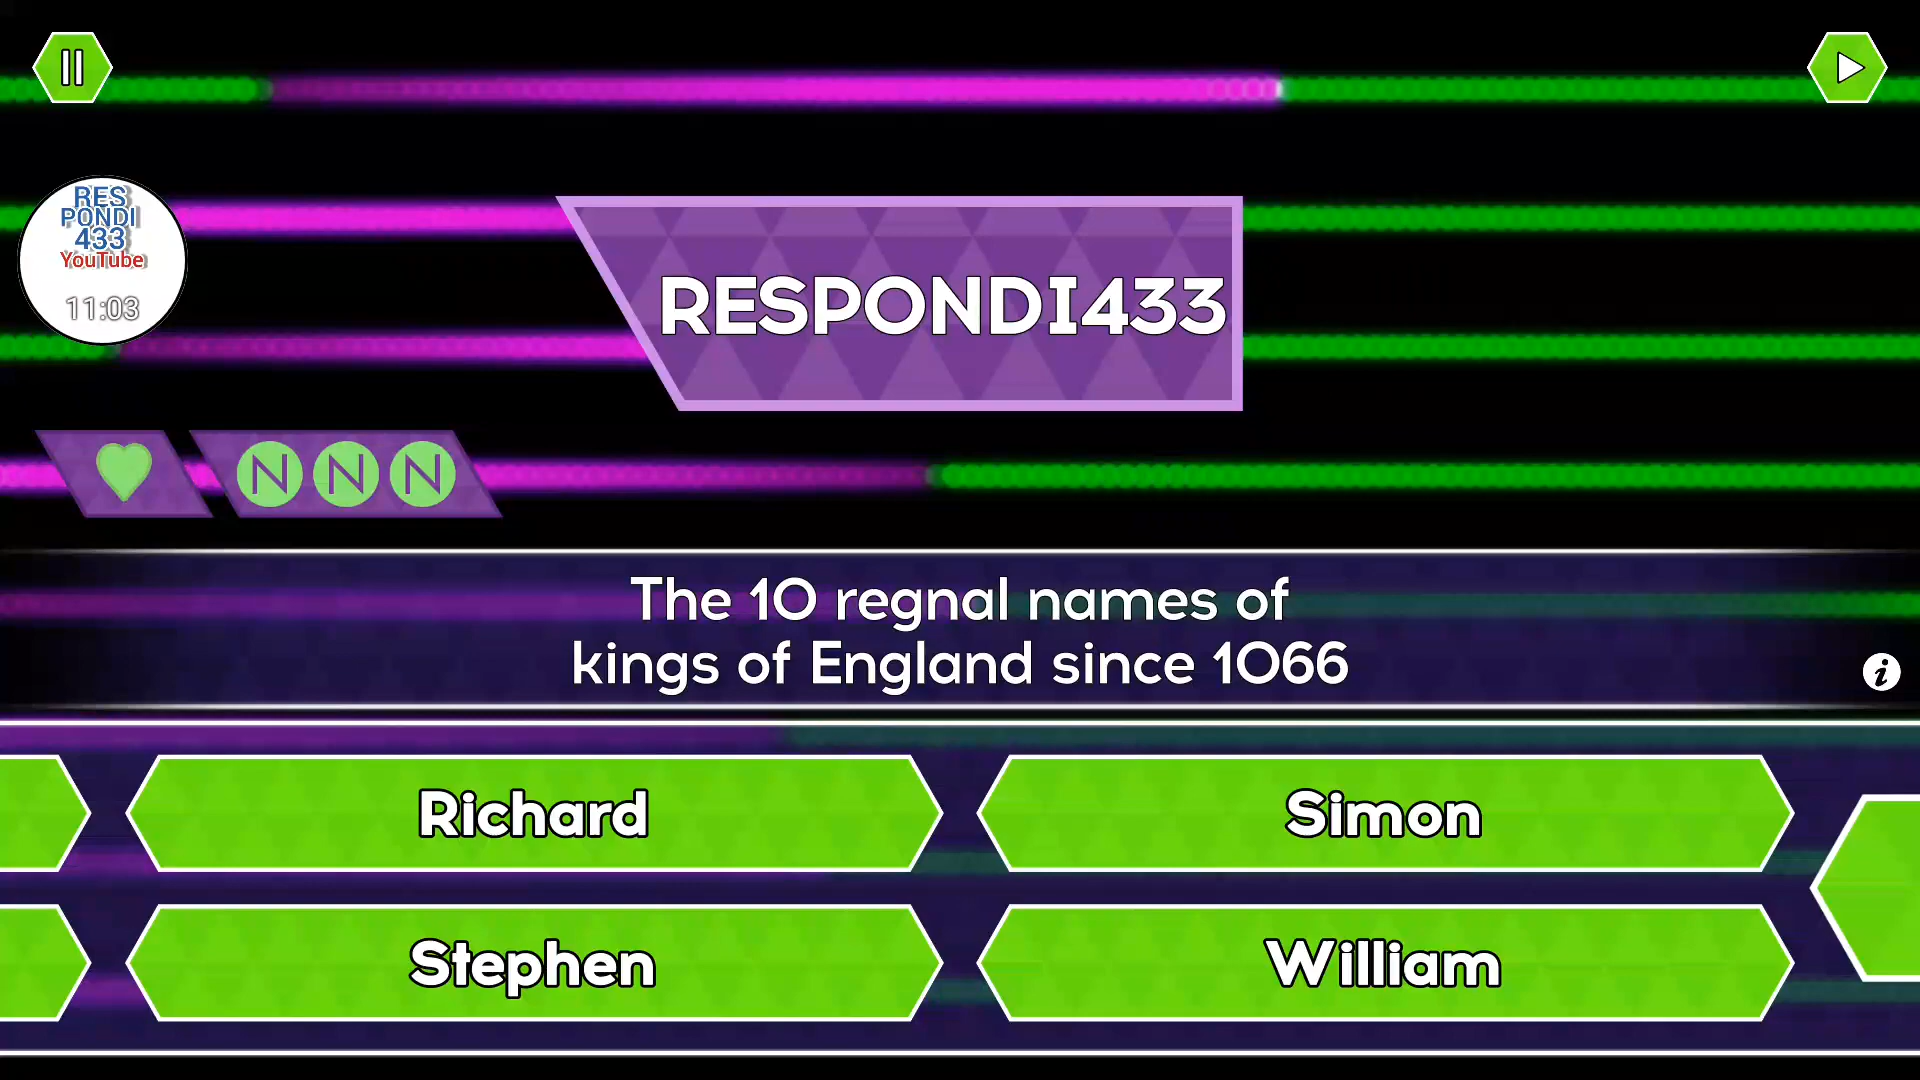 RES
PONDI
433
YouTube
11:03
RESPONDI433
N N N
The 10 regnal names of
kings of England since 1066
i
Richard
Simon
Stephen
William